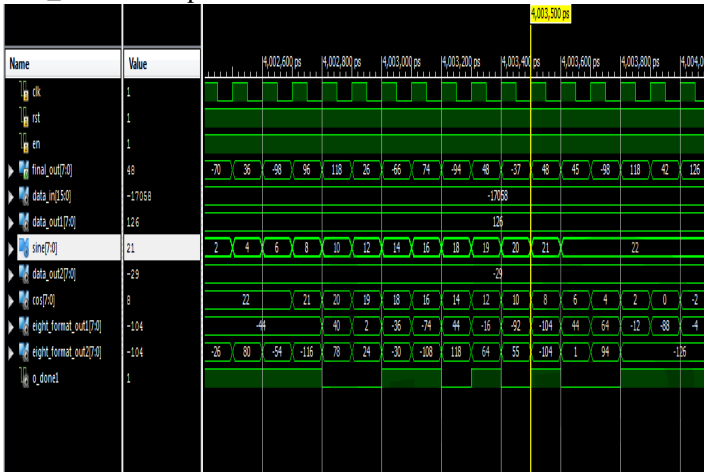 4,003,500 ps
Name Value 4,002,600 ps 4,002,800 ps 4,003,000 ps 4,003,200 ps 4,003,400 ps 4,003,600 ps 4,003,800 ps 4,004,0
clk 1
rst 1
en 1
final_out[7:0] 48 -70 36 -98 96 118 26 -66 74 -94 48 -37 48 45 -98 118 42 126
data_in[15:0] -17058 -17058
data_out1[7:0] 126 126
sine[7:0] 21 2 4 6 8 10 12 14 16 18 19 20 21 22
data_out2[7:0] -29 -29
cos[7:0] 8 22 21 20 19 18 16 14 12 10 8 6 4 2 0 -2
eight_format_out1[7:0] -104 -44 40 2 -36 -74 44 -16 -92 -104 44 64 -12 -88 -4
eight_format_out2[7:0] -104 -26 80 -54 -116 78 24 -30 -108 118 64 55 -104 1 94 -126
o_done1 1